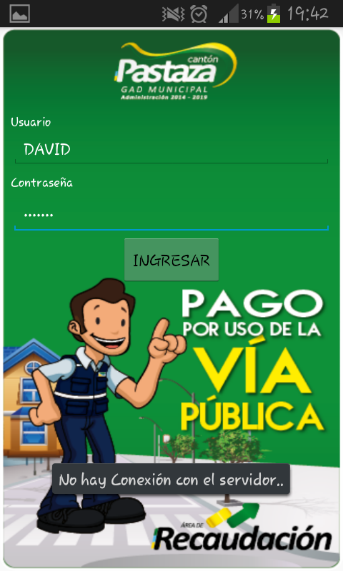 31% 19:42
cantón
Pastaza
GAD MUNICIPAL
Administración 2014 - 2019
Usuario
DAVID
Contraseña
.......
INGRESAR
PAGO
POR USO DE LA
VÍA
PÚBLICA
No hay Conexión con el servidor..
ÁREA DE
Recaudación